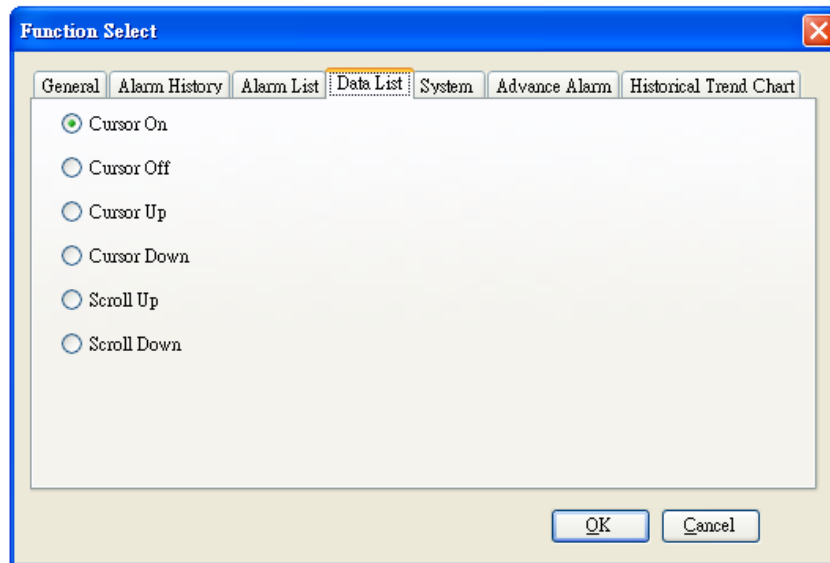 Function Select
General Alarm History Alarm List Data List System Advance Alarm Historical Trend Chart
Cursor On
Cursor Off
Cursor Up
Cursor Down
Scroll Up
Scroll Down
OK Cancel